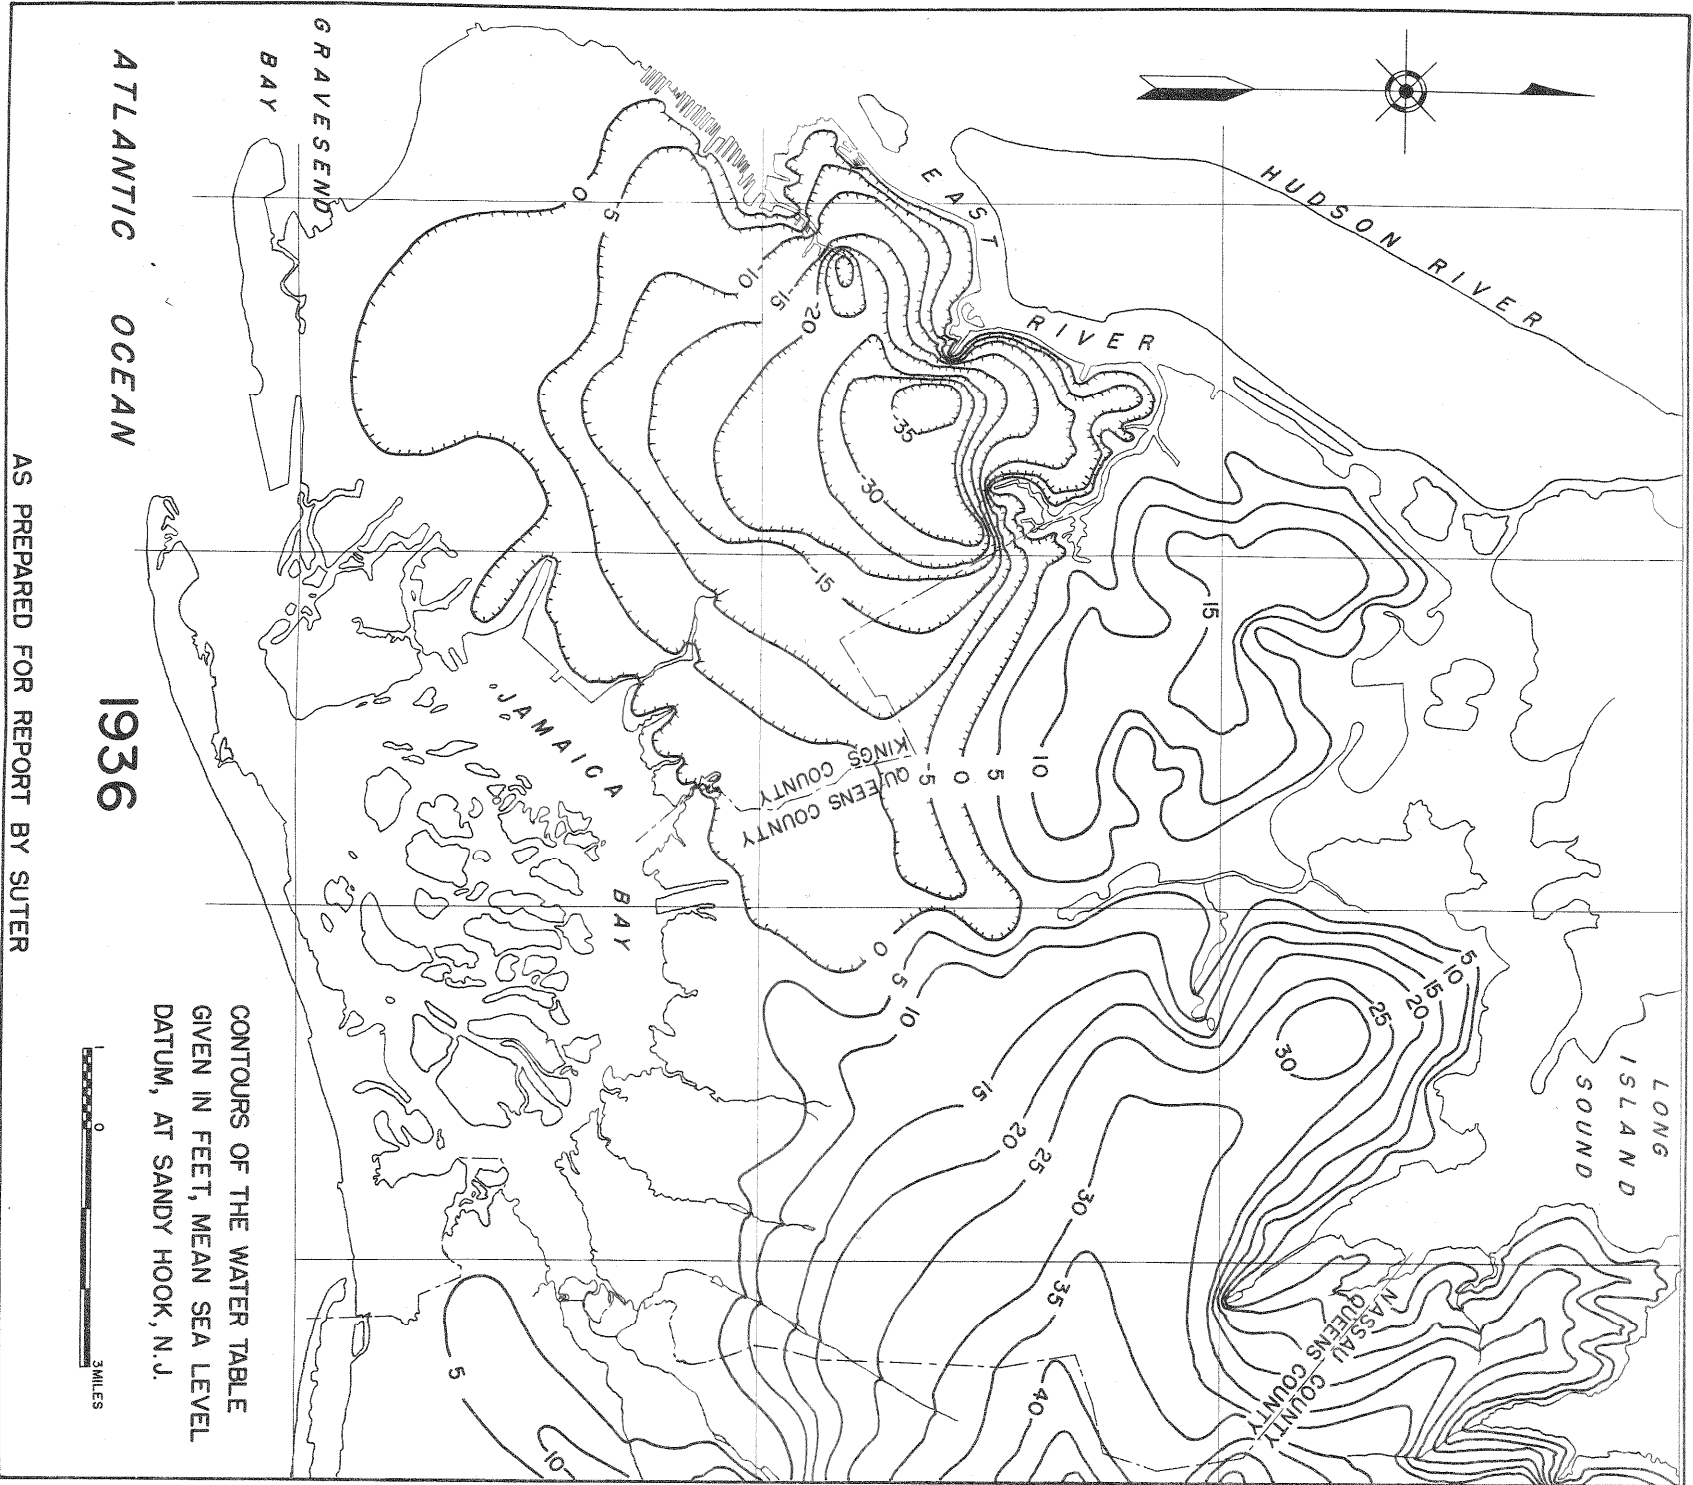 HUDSON RIVER
EAST
RIVER
LONG
ISLAND
SOUND
GRAVESEND
BAY
ATLANTIC OCEAN
JAMAICA
BAY
KINGS COUNTY
QUEENS COUNTY
NASSAU COUNTY
QUEENS COUNTY
0
-5
-10
-15
-20
-35
-30
-15
-5
0
5
10
15
0
5
10
15
20
25
30
35
40
5
10
15
20
25
30
5
10
1936
CONTOURS OF THE WATER TABLE
GIVEN IN FEET, MEAN SEA LEVEL
DATUM, AT SANDY HOOK, N.J.
1 0 3 MILES
AS PREPARED FOR REPORT BY SUTER